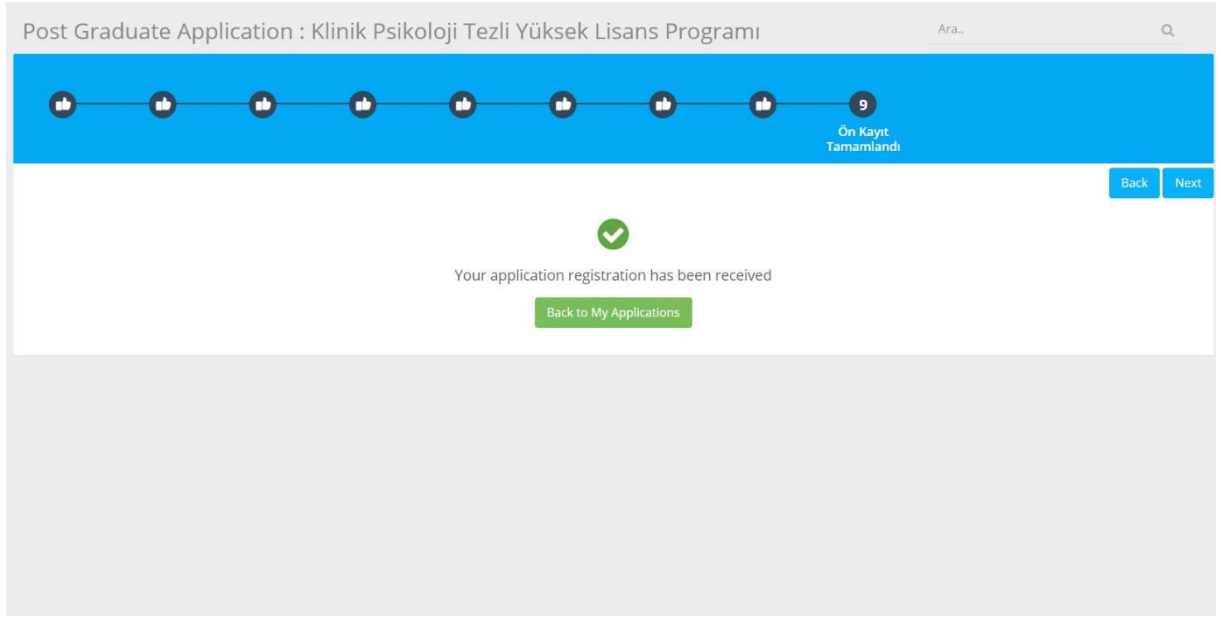 Post Graduate Application : Klinik Psikoloji Tezli Yüksek Lisans Programı
Ara..
9
Ön Kayıt
Tamamlandı
Back
Next
Your application registration has been received
Back to My Applications